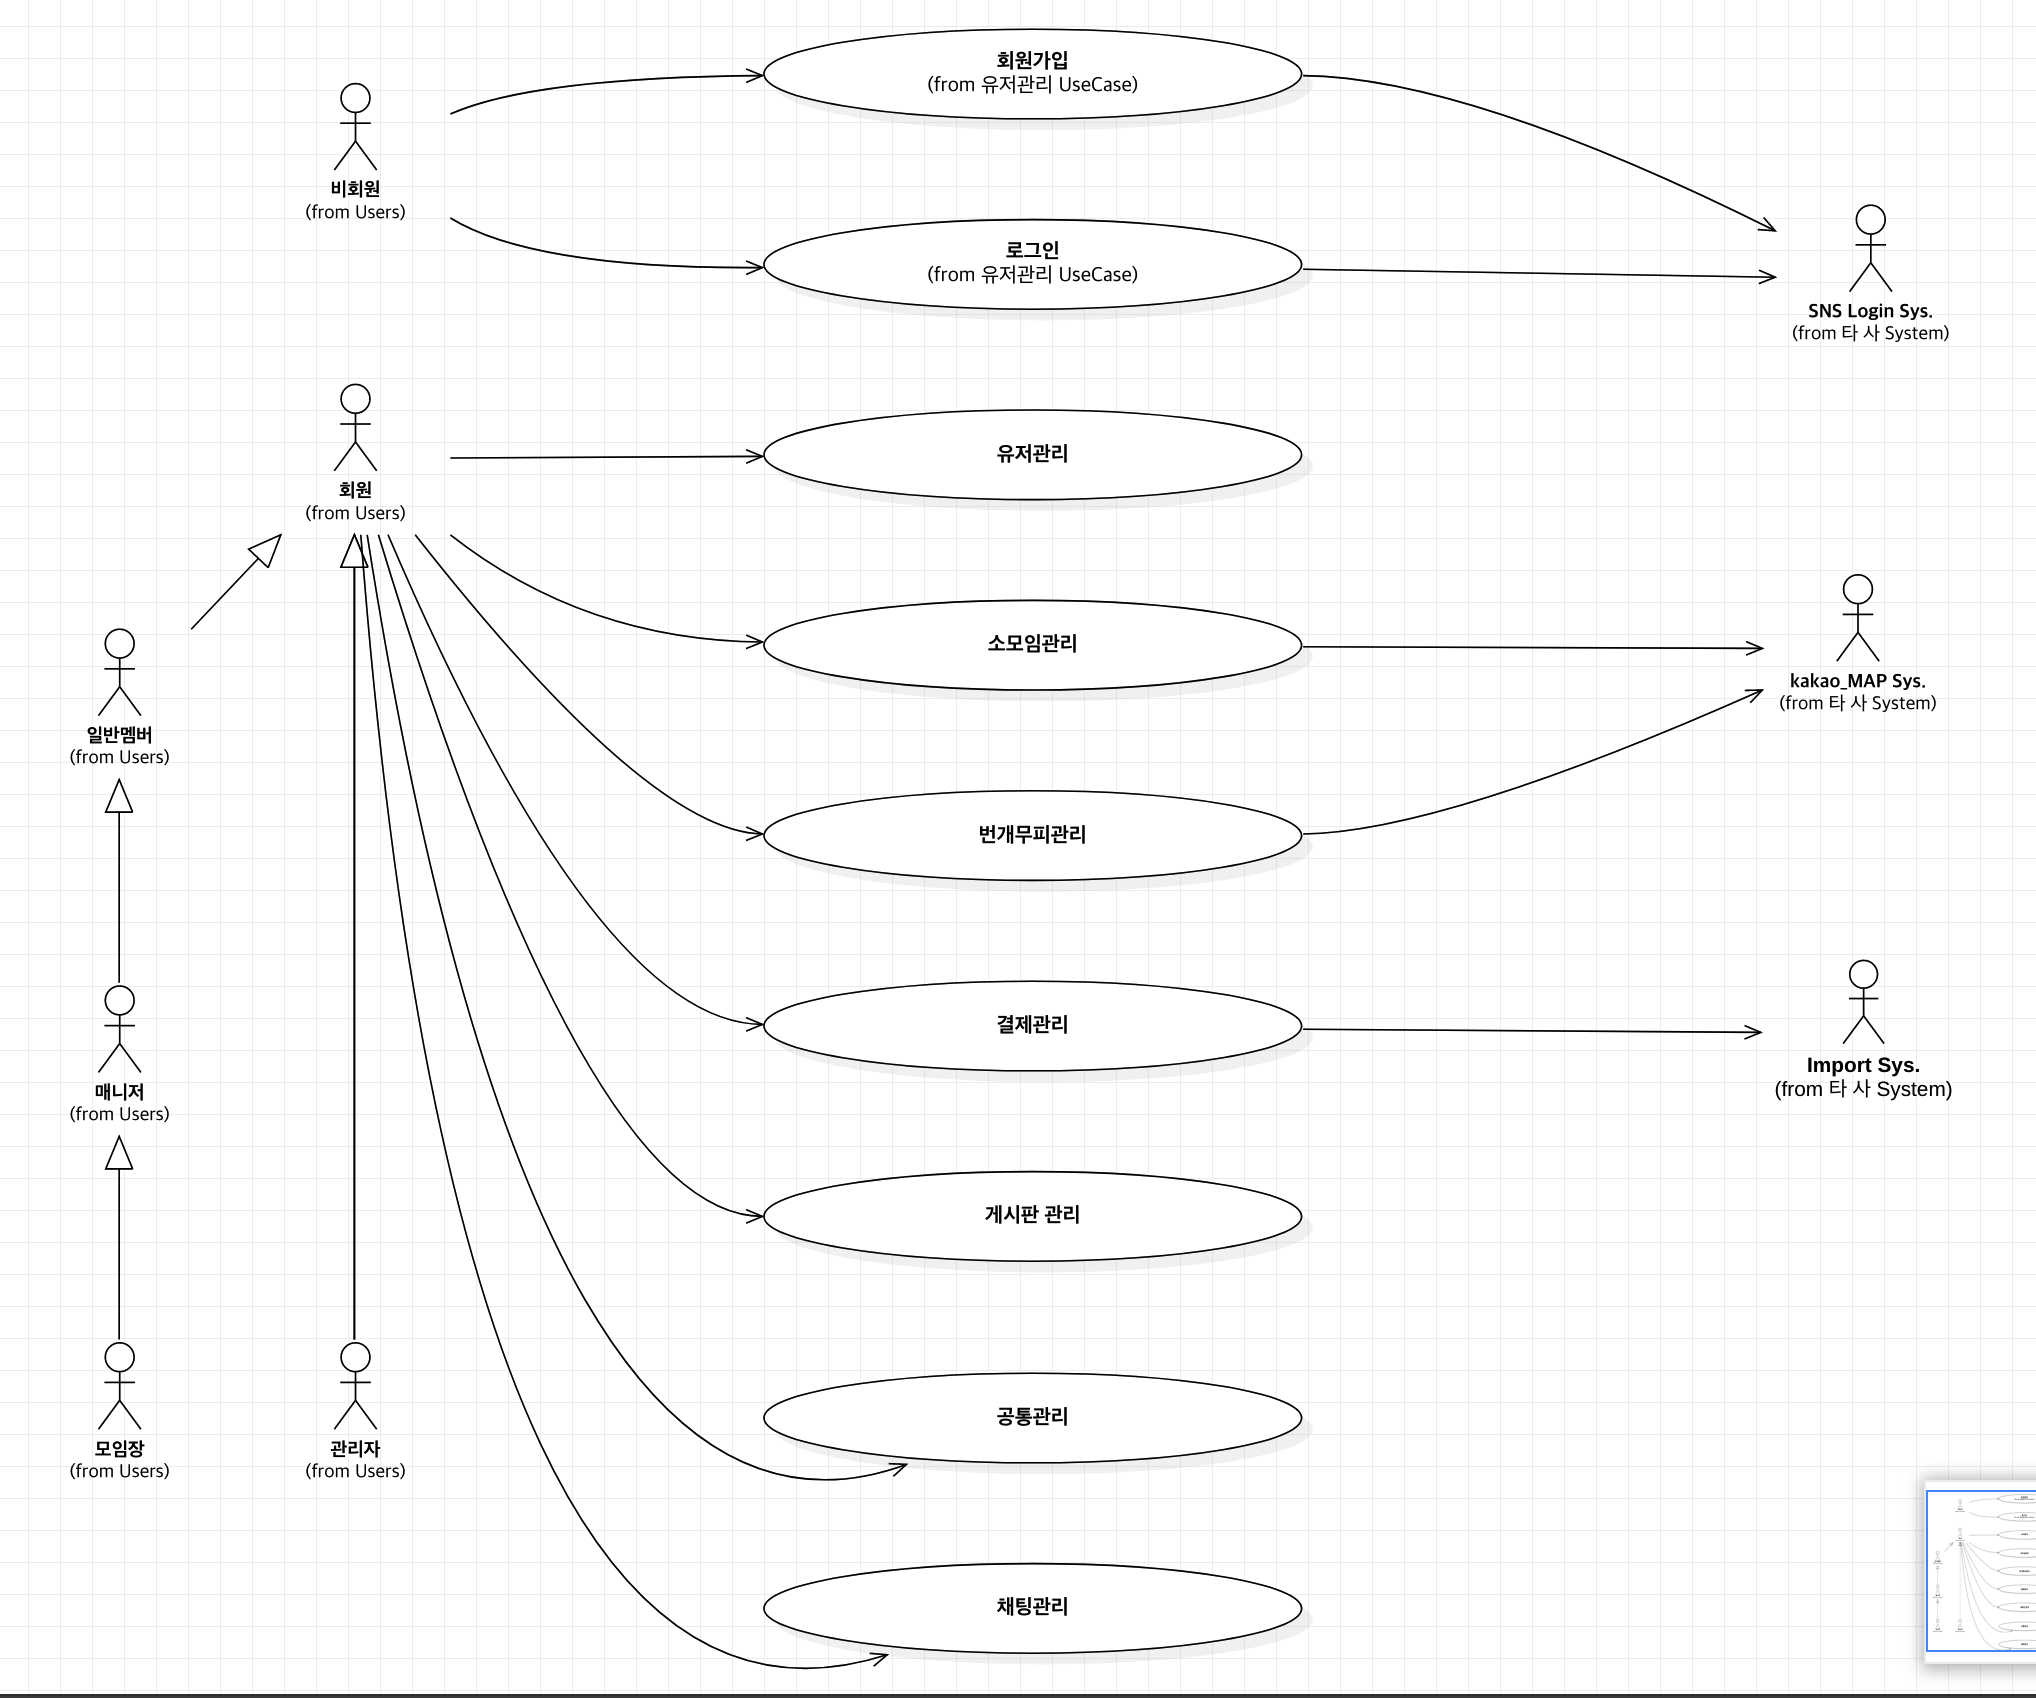 회원가입
(from 유저관리 UseCase)
비회원
(from Users)
로그인
(from 유저관리 UseCase)
SNS Login Sys.
(from 타 사 System)
회원
(from Users)
유저관리
소모임관리
kakao_MAP Sys.
(from 타 사 System)
일반멤버
(from Users)
번개무피관리
결제관리
Import Sys.
(from 타 사 System)
매니저
(from Users)
게시판 관리
공통관리
모임장
(from Users)
관리자
(from Users)
채팅관리